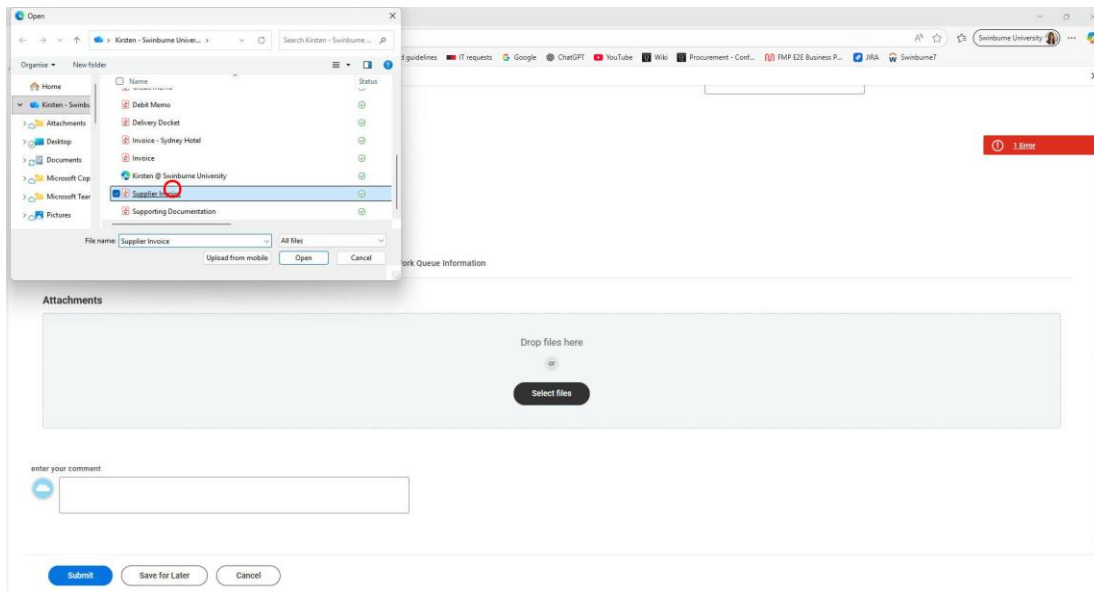 Open
Kirsten - Swinburne Univer...
Search Kirsten - Swinburne ...
Swinburne University
Organise
New folder
guidelines
IT requests
Google
ChatGPT
YouTube
Wiki
Procurement - Conf...
FMP E2E Business P...
JIRA
Swinburne?
Home
Kirsten - Swinbu
Attachments
Desktop
Documents
Microsoft Cop
Microsoft Tear
Pictures
Name
Status
Debit Memo
Delivery Docket
Invoice - Sydney Hotel
Invoice
Kirsten @ Swinburne University
Supplier Invoice
Supporting Documentation
File name:
Supplier Invoice
All files
Upload from mobile
Open
Cancel
1 Error
ork Queue Information
Attachments
Drop files here
or
Select files
enter your comment
Submit
Save for Later
Cancel